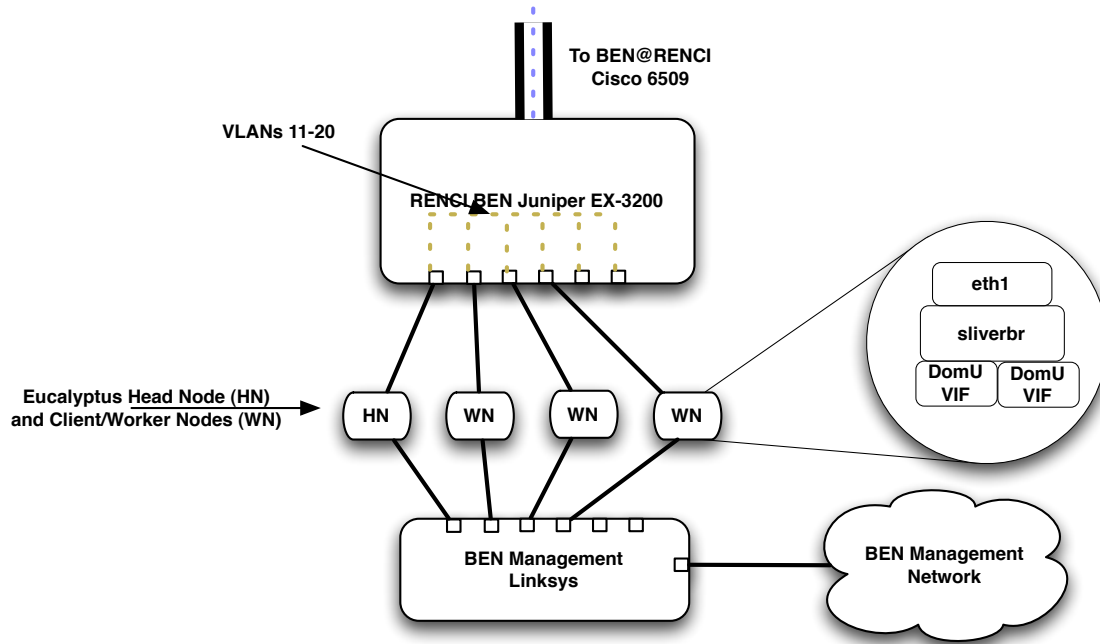 To BEN@RENCI
Cisco 6509
VLANs 11-20
RENCI BEN Juniper EX-3200
eth1
sliverbr
DomU
VIF
DomU
VIF
Eucalyptus Head Node (HN)
and Client/Worker Nodes (WN)
HN
WN
WN
WN
BEN Management
Linksys
BEN Management
Network